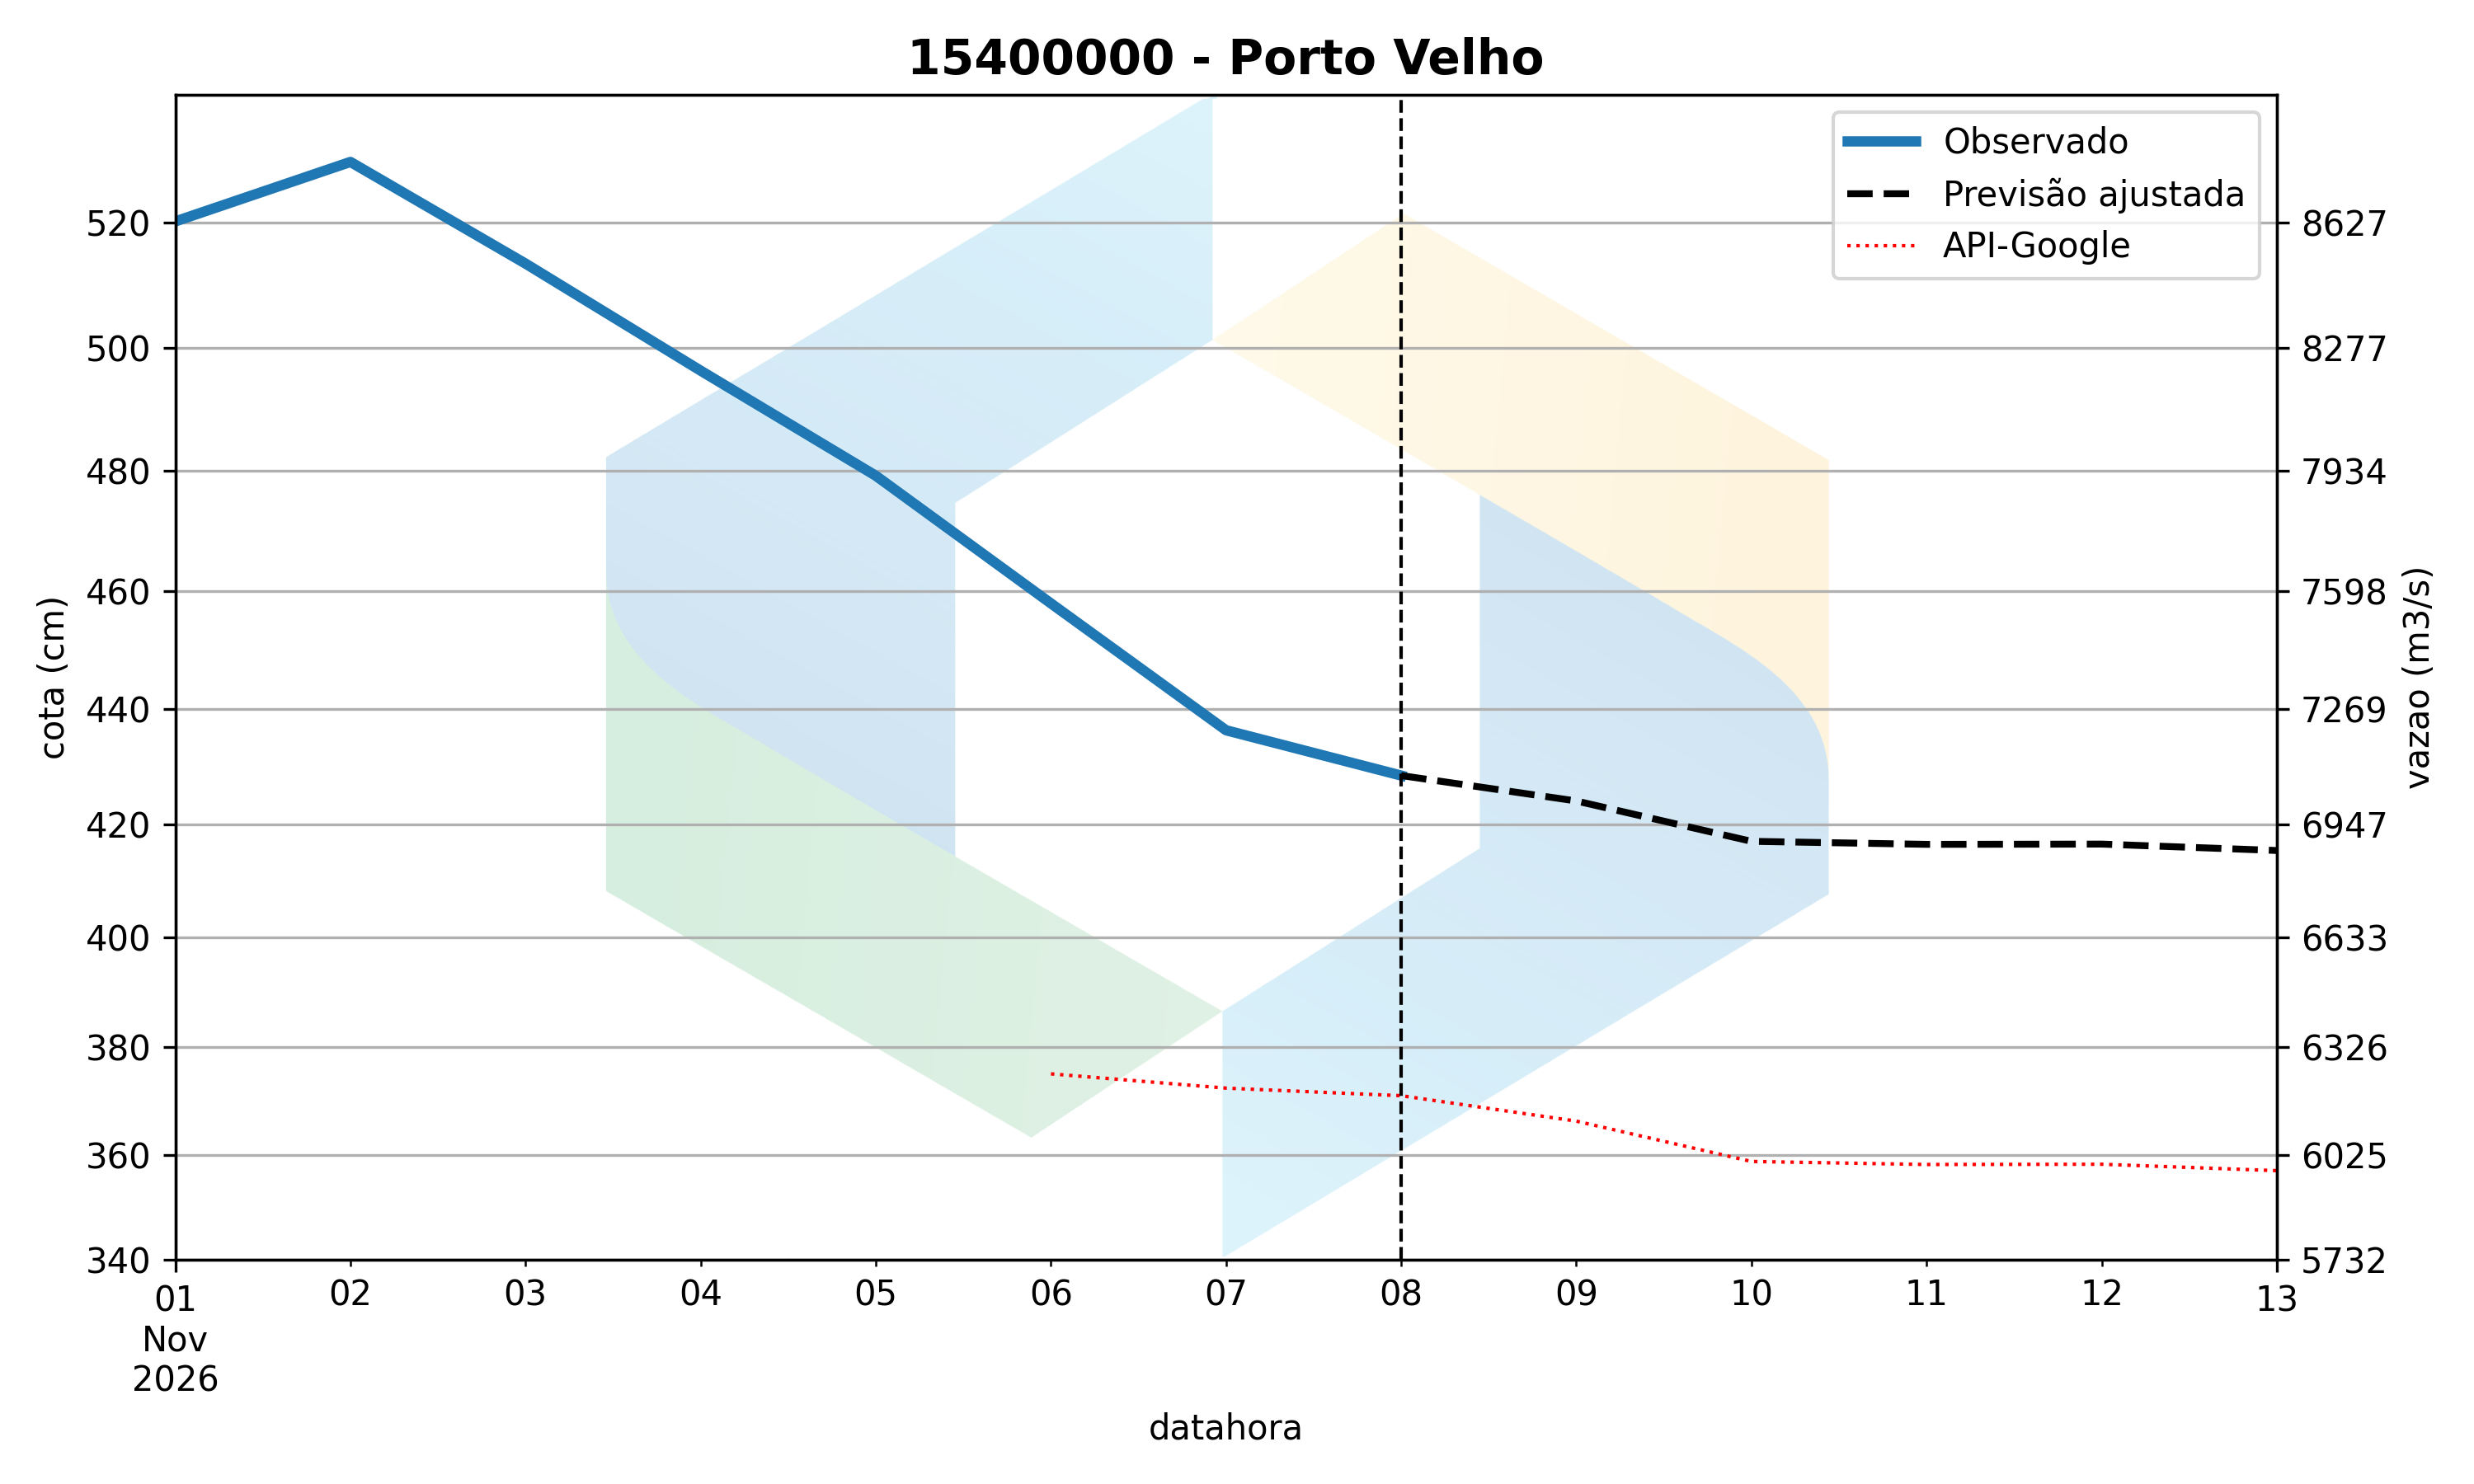 15400000 - Porto Velho
Observado
Previsão ajustada
API-Google
cota (cm)
520
500
480
460
440
420
400
380
360
340
8627
8277
7934
7598
7269
6947
6633
6326
6025
5732
vazao (m3/s)
01 02 03 04 05 06 07 08 09 10 11 12 13
Nov
2026
datahora